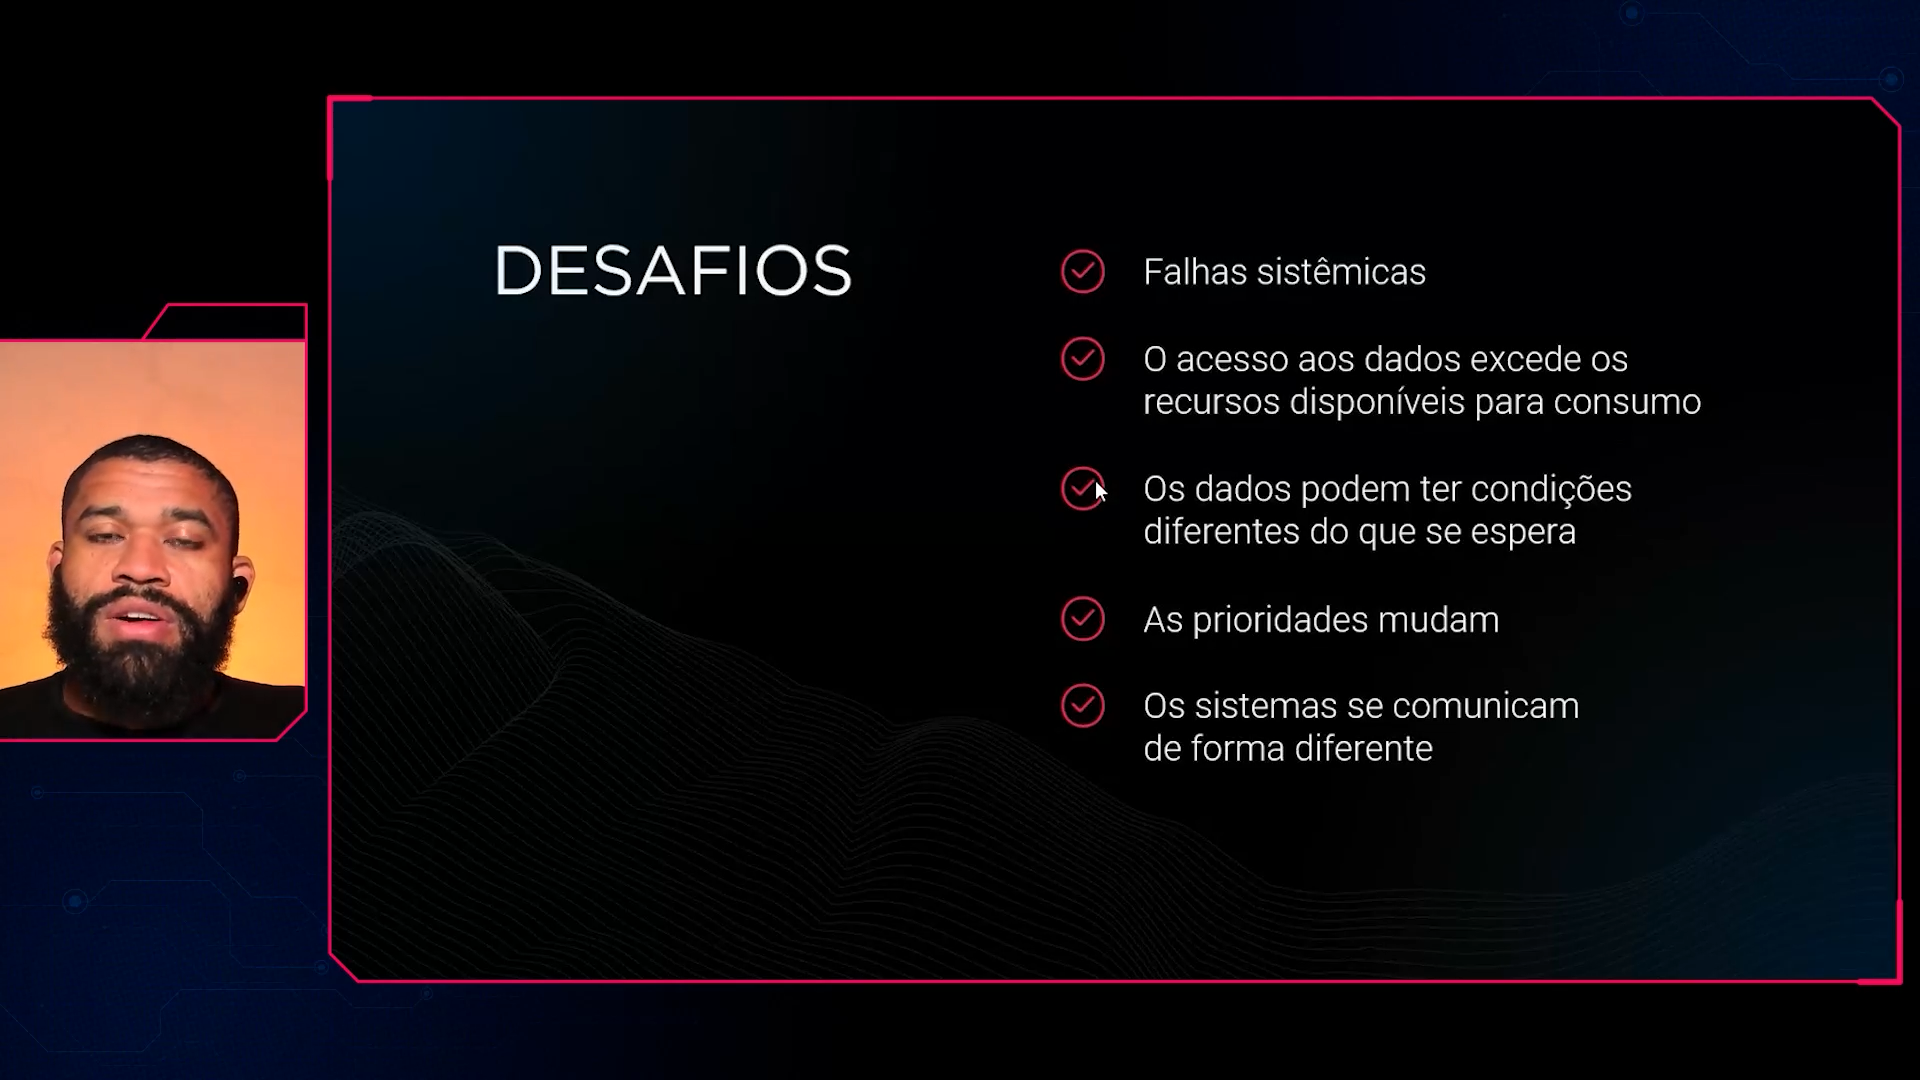 DESAFIOS
Falhas sistêmicas
O acesso aos dados excede os
recursos disponíveis para consumo
Os dados podem ter condições
diferentes do que se espera
As prioridades mudam
Os sistemas se comunicam
de forma diferente